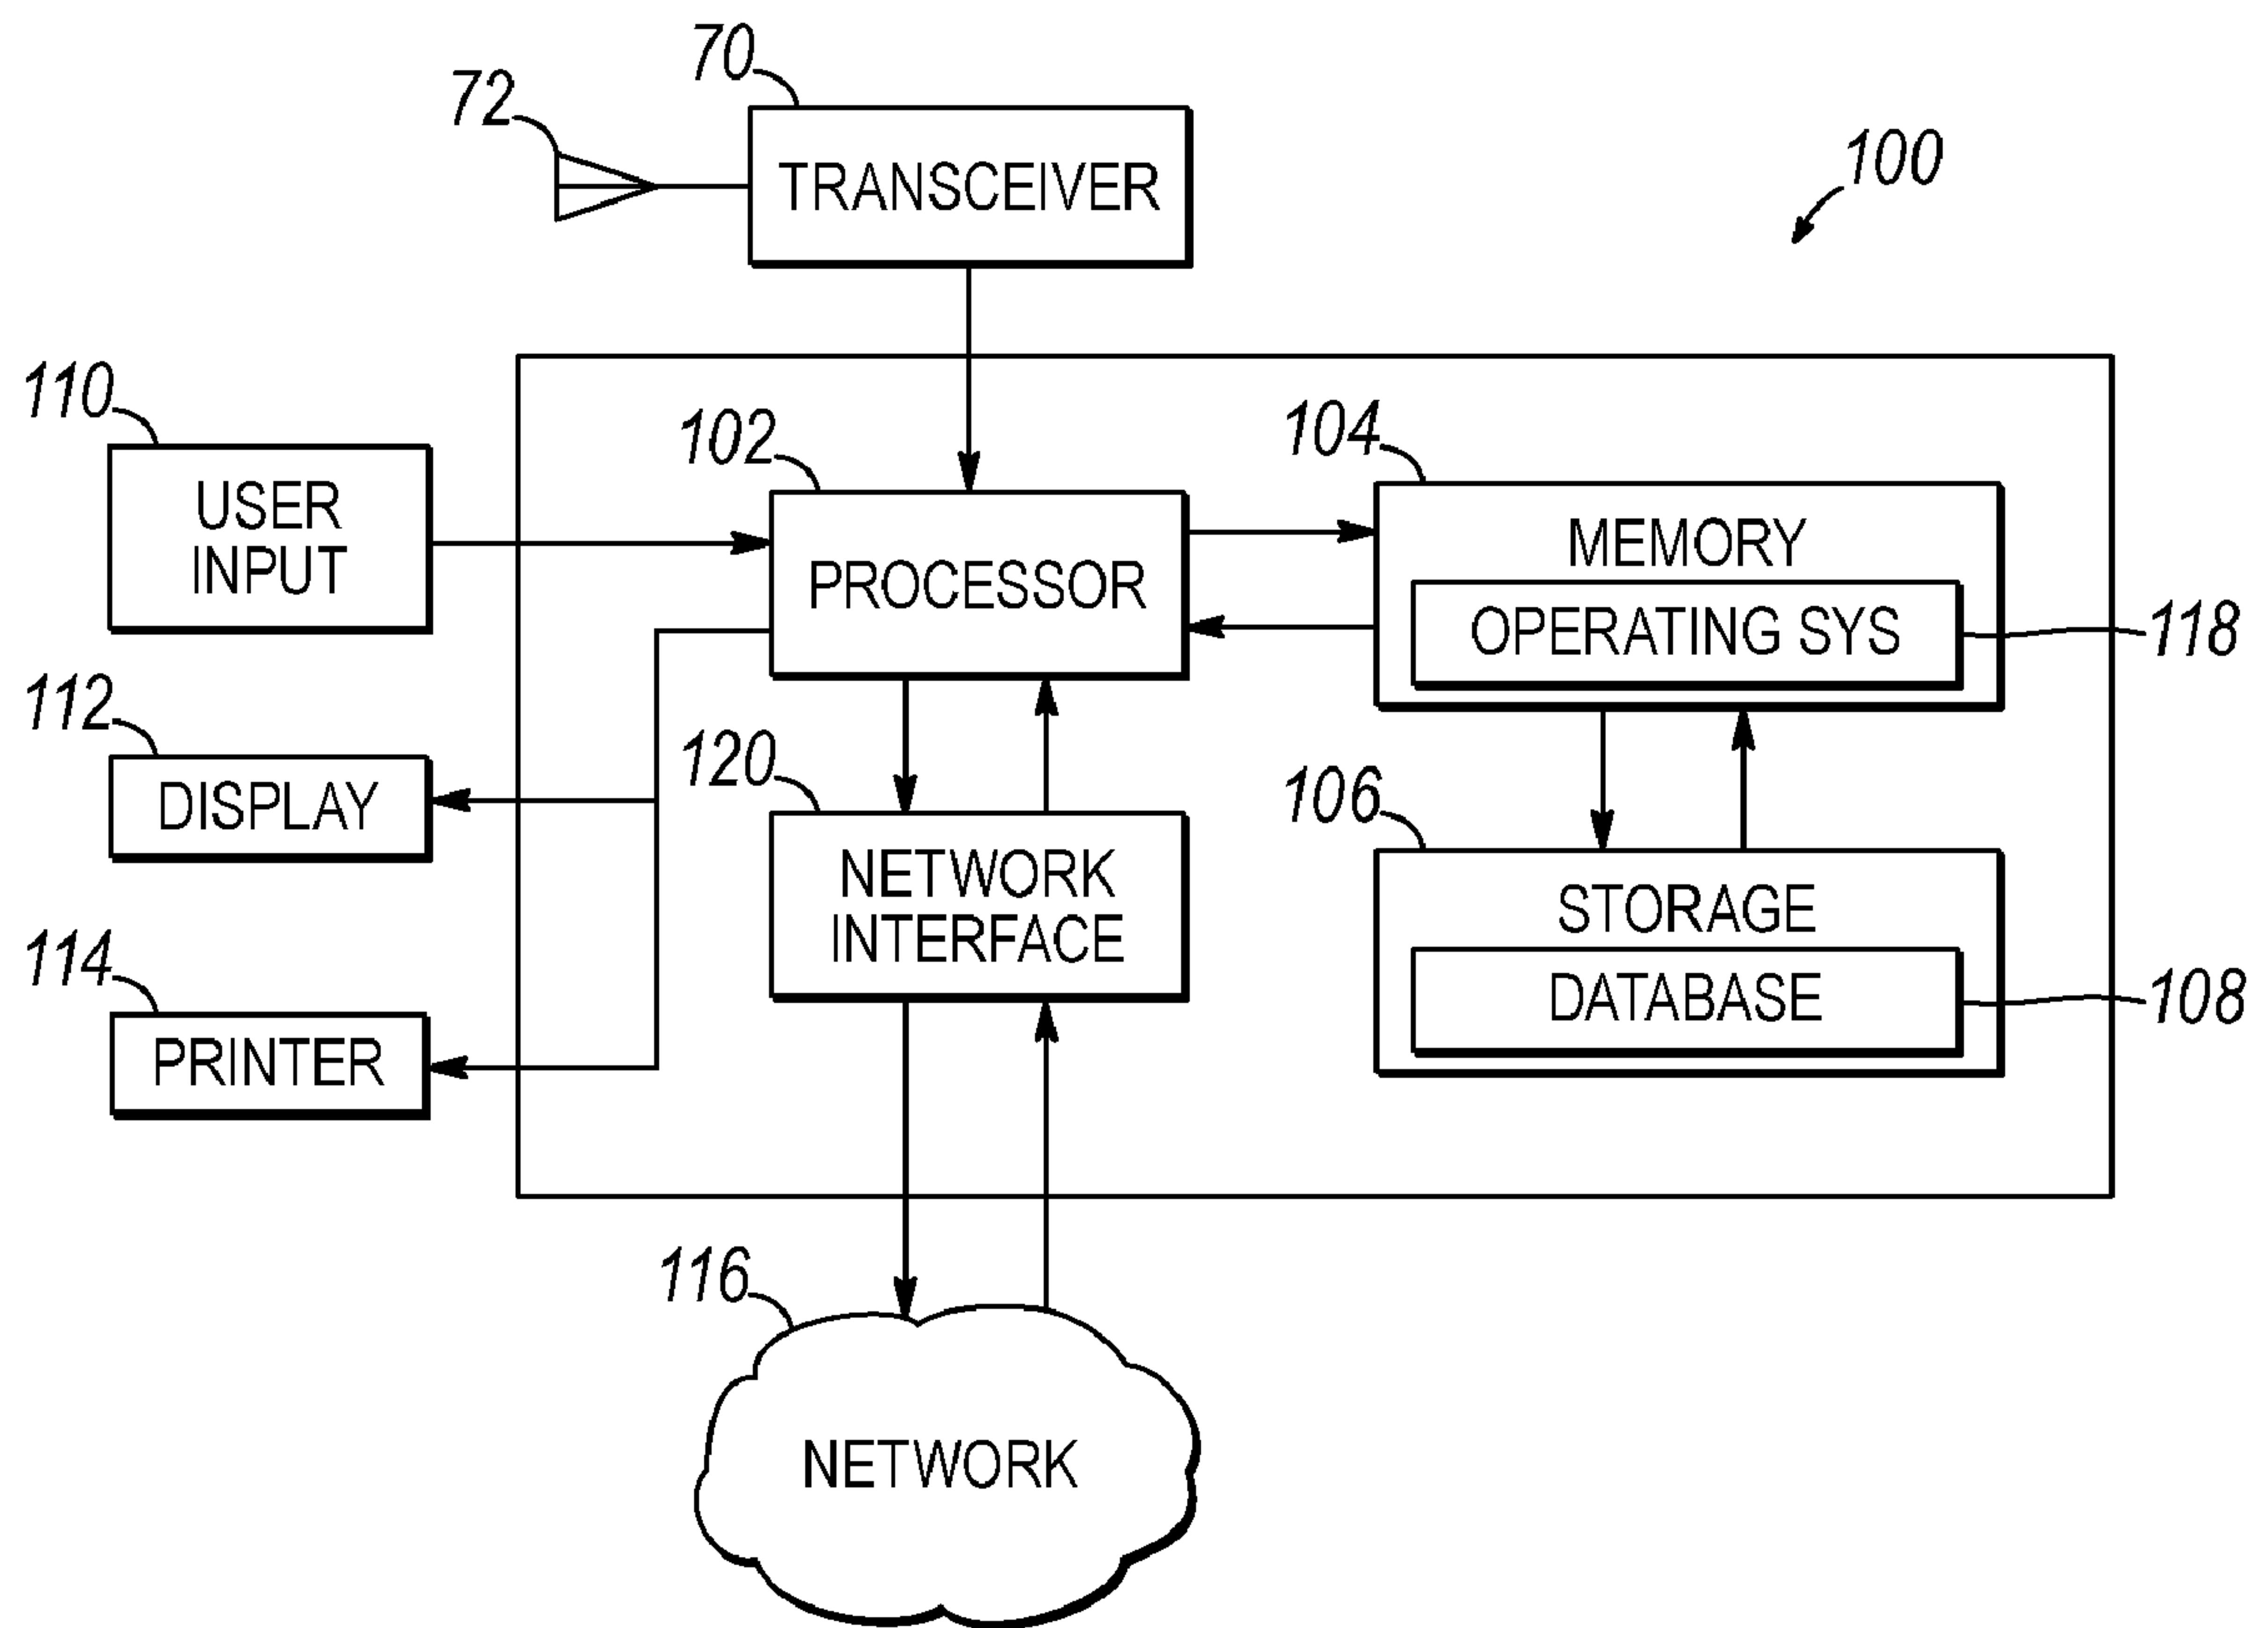 70
72
TRANSCEIVER
100
110
USER
INPUT
102
PROCESSOR
104
MEMORY
OPERATING SYS
118
112
DISPLAY
120
NETWORK
INTERFACE
106
STORAGE
DATABASE
108
114
PRINTER
116
NETWORK